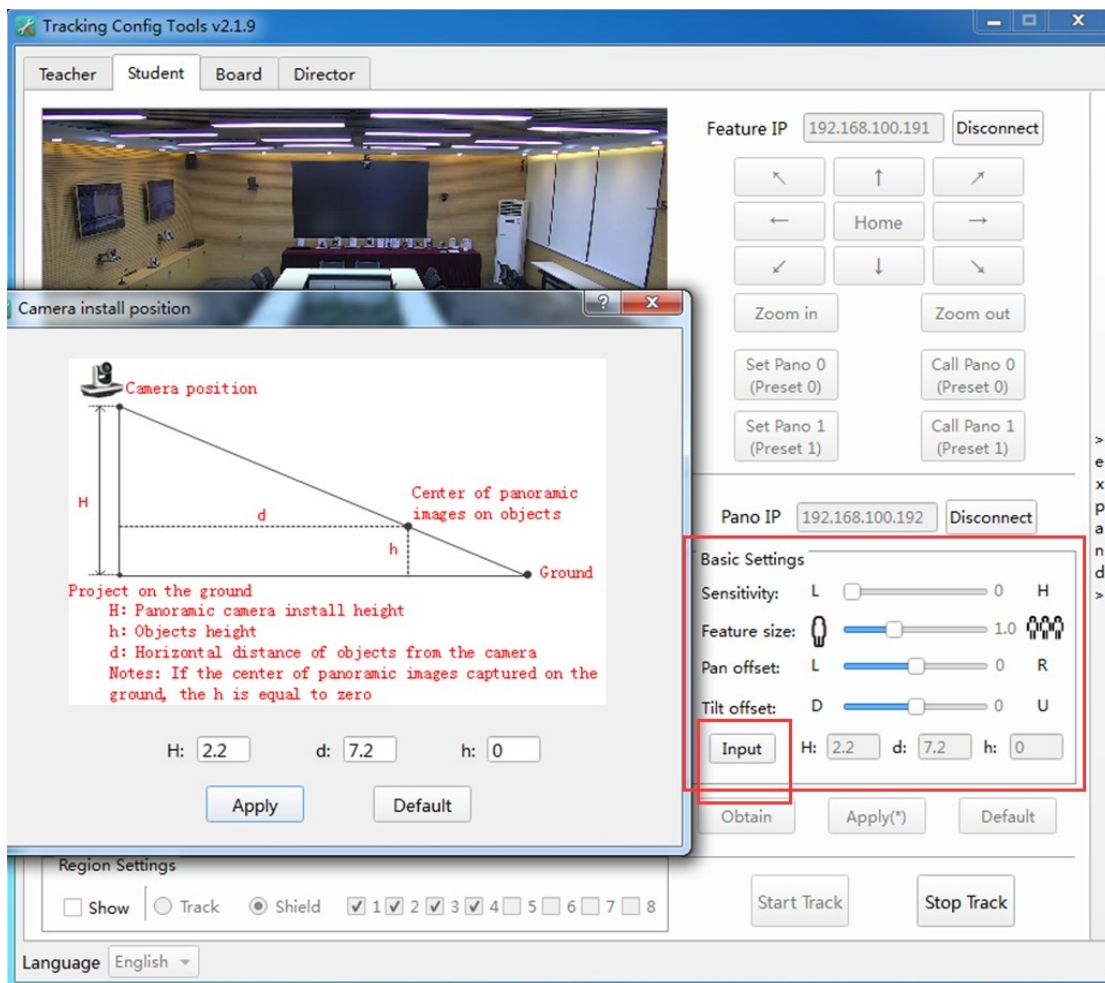 Tracking Config Tools v2.1.9
Teacher Student Board Director
Feature IP 192.168.100.191 Disconnect
↖ ↑ ↗
← Home →
↙ ↓ ↘
Zoom in Zoom out
Set Pano 0 (Preset 0) Call Pano 0 (Preset 0)
Set Pano 1 (Preset 1) Call Pano 1 (Preset 1)
>expand>
Pano IP 192.168.100.192 Disconnect
Basic Settings
Sensitivity: L 0 H
Feature size: 1.0
Pan offset: L 0 R
Tilt offset: D 0 U
Input H: 2.2 d: 7.2 h: 0
Obtain Apply(*) Default
Start Track Stop Track
Camera install position
Camera position
H
d
Center of panoramic
images on objects
h
Ground
Project on the ground
H: Panoramic camera install height
h: Objects height
d: Horizontal distance of objects from the camera
Notes: If the center of panoramic images captured on the
ground, the h is equal to zero
H: 2.2 d: 7.2 h: 0
Apply Default
Region Settings
Show Track Shield 1 2 3 4 5 6 7 8
Language English